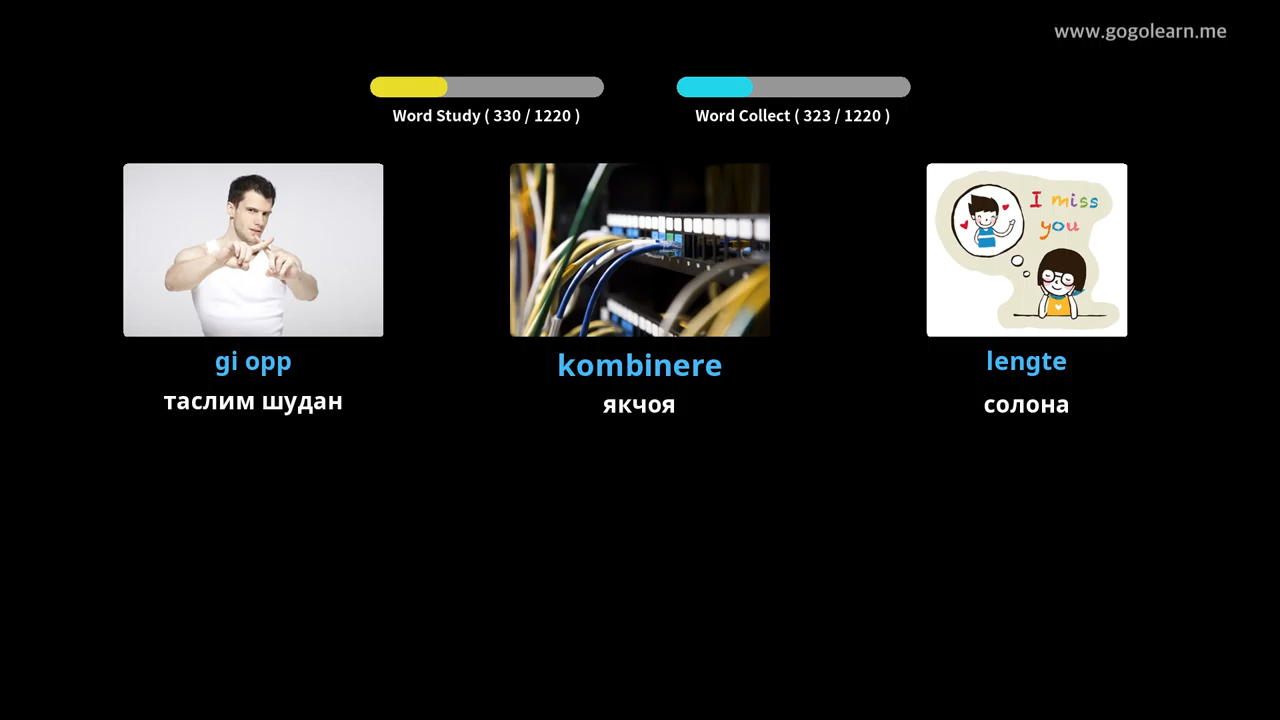 www.gogolearn.me
Word Study ( 330 / 1220 )
Word Collect ( 323 / 1220 )
I miss
you
gi opp
kombinere
lengte
таслим шудан
якчоя
солона